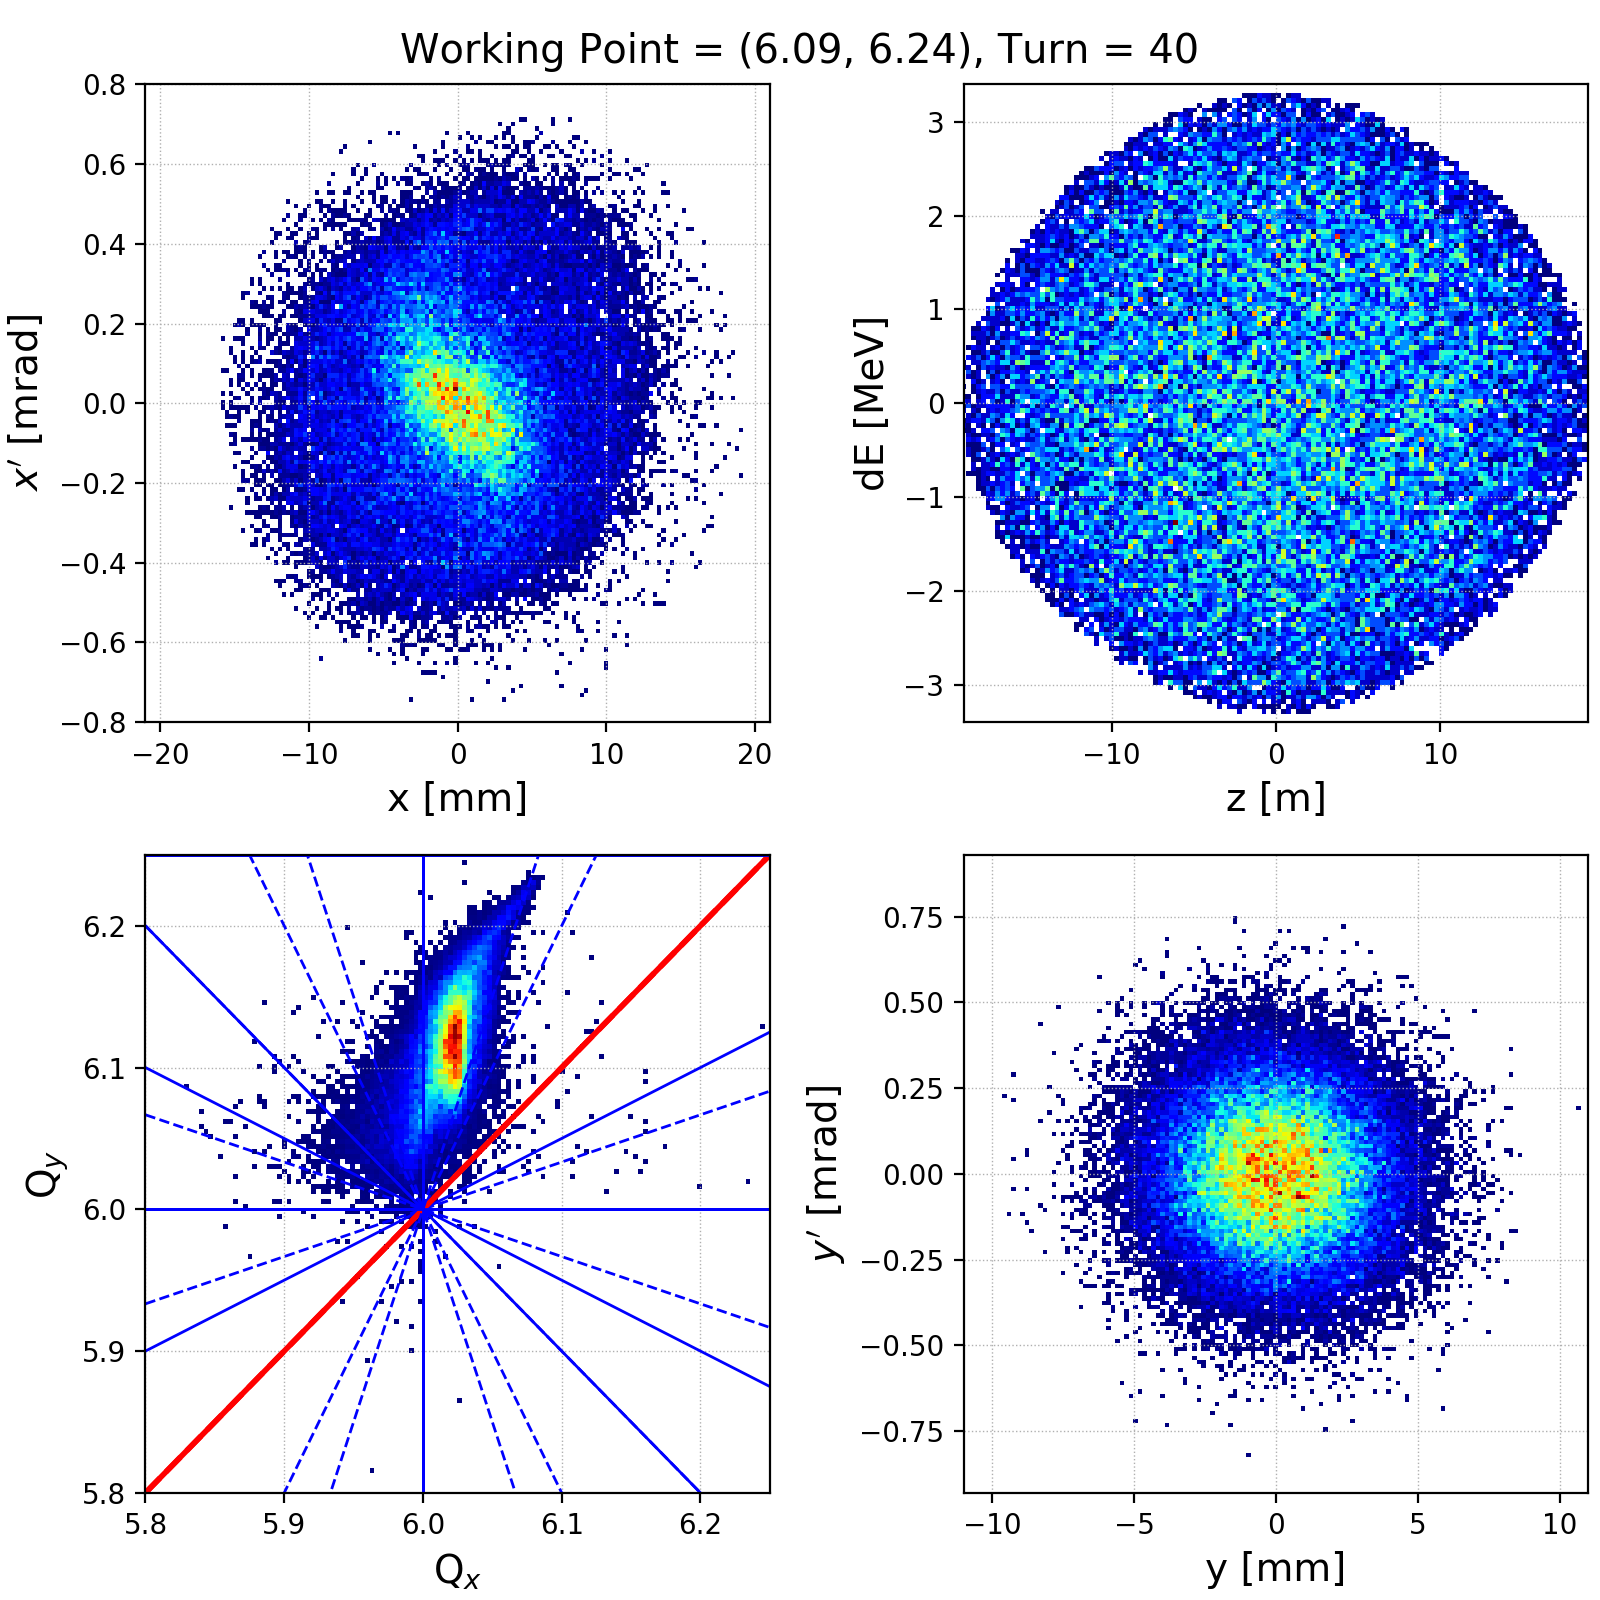 Working Point = (6.09, 6.24), Turn = 40
0.8
0.6
0.4
0.2
0.0
−0.2
−0.4
−0.6
−0.8
x′ [mrad]
−20 −10 0 10 20
x [mm]
3
2
1
0
−1
−2
−3
dE [MeV]
−10 0 10
z [m]
6.2
6.1
6.0
5.9
5.8
Qy
5.8 5.9 6.0 6.1 6.2
Qx
0.75
0.50
0.25
0.00
−0.25
−0.50
−0.75
y′ [mrad]
−10 −5 0 5 10
y [mm]